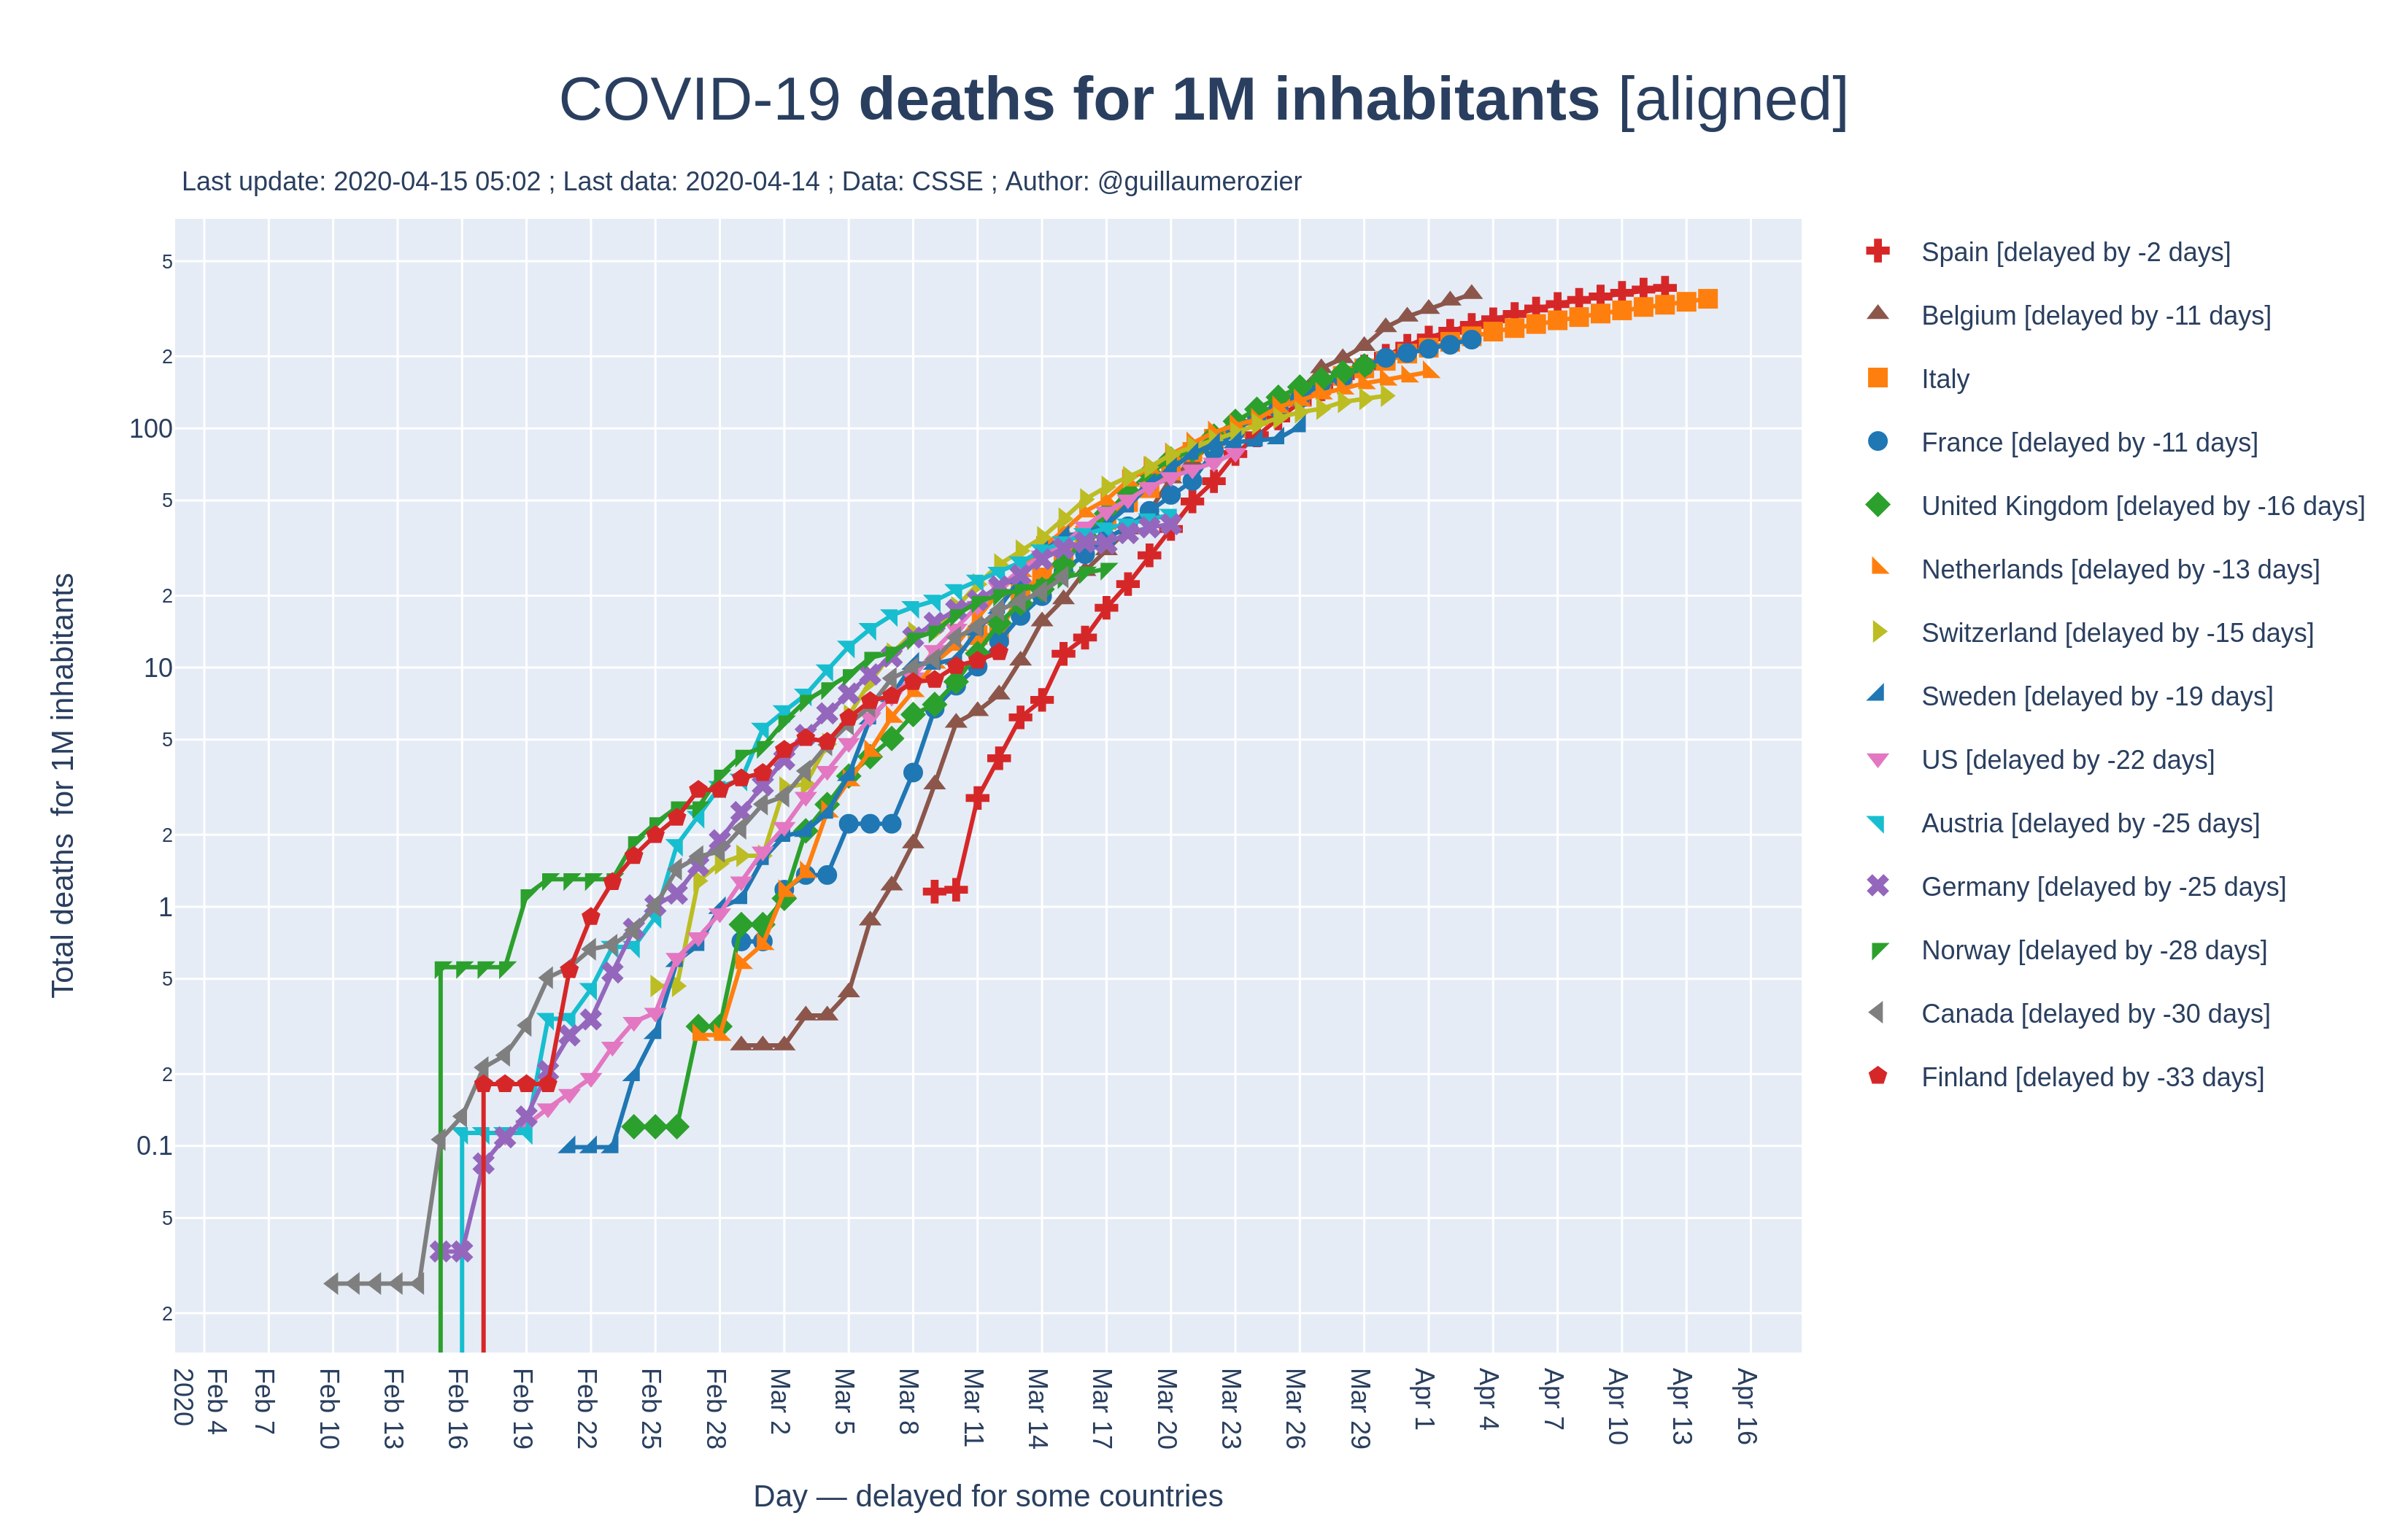 COVID-19 deaths for 1M inhabitants [aligned]
Last update: 2020-04-15 05:02 ; Last data: 2020-04-14 ; Data: CSSE ; Author: @guillaumerozier
Total deaths for 1M inhabitants
5
2
100
5
2
10
5
2
1
5
2
0.1
5
2
Feb 4
2020
Feb 7
Feb 10
Feb 13
Feb 16
Feb 19
Feb 22
Feb 25
Feb 28
Mar 2
Mar 5
Mar 8
Mar 11
Mar 14
Mar 17
Mar 20
Mar 23
Mar 26
Mar 29
Apr 1
Apr 4
Apr 7
Apr 10
Apr 13
Apr 16
Day — delayed for some countries
Spain [delayed by -2 days]
Belgium [delayed by -11 days]
Italy
France [delayed by -11 days]
United Kingdom [delayed by -16 days]
Netherlands [delayed by -13 days]
Switzerland [delayed by -15 days]
Sweden [delayed by -19 days]
US [delayed by -22 days]
Austria [delayed by -25 days]
Germany [delayed by -25 days]
Norway [delayed by -28 days]
Canada [delayed by -30 days]
Finland [delayed by -33 days]